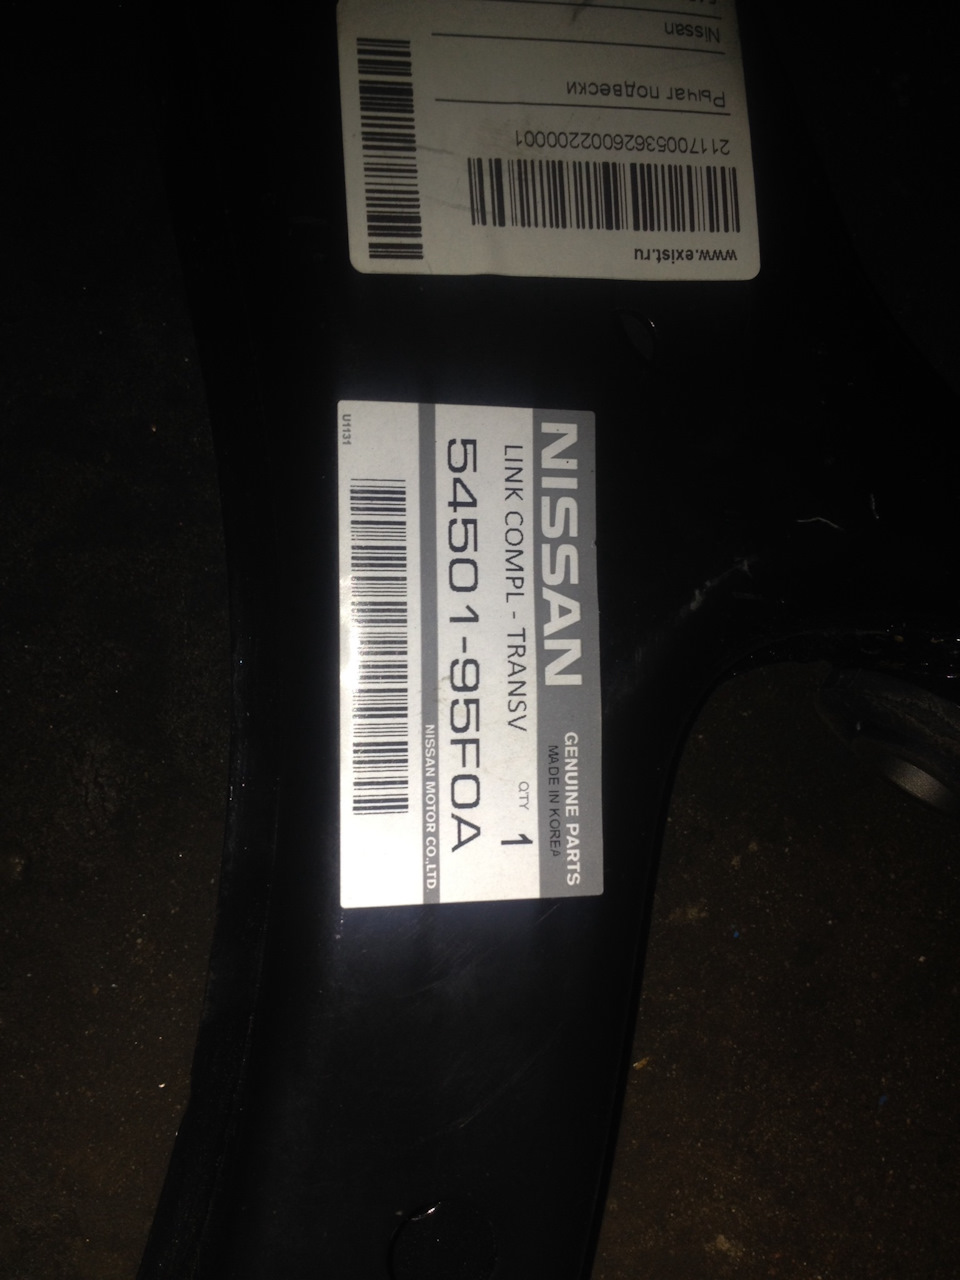 Nissan
Рычаг подвески
21170053626002200001
www.exist.ru
NISSAN
GENUINE PARTS
MADE IN KOREA
LINK COMPL - TRANSV
QTY 1
54501-95F0A
NISSAN MOTOR CO.,LTD.
U1131